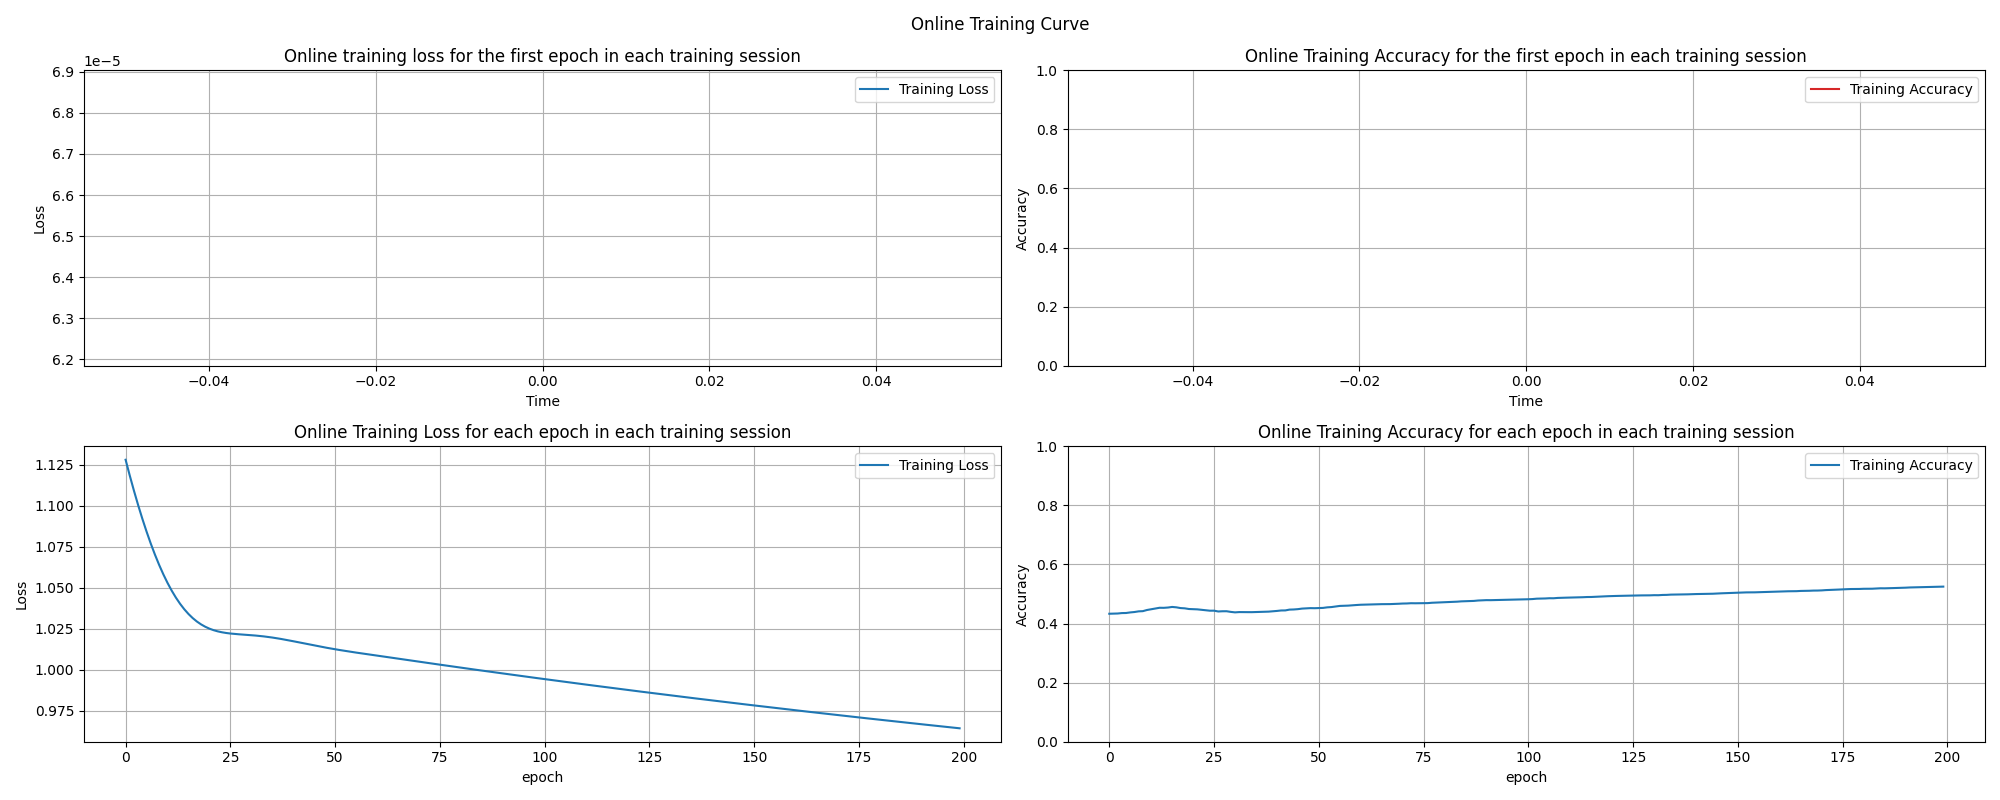 Online Training Curve
Online training loss for the first epoch in each training session
1e−5
6.9
6.8
6.7
6.6
6.5
6.4
6.3
6.2
Loss
Training Loss
−0.04 −0.02 0.00 0.02 0.04
Time
Online Training Accuracy for the first epoch in each training session
1.0
0.8
0.6
0.4
0.2
0.0
Accuracy
Training Accuracy
−0.04 −0.02 0.00 0.02 0.04
Time
Online Training Loss for each epoch in each training session
1.125
1.100
1.075
1.050
1.025
1.000
0.975
Loss
Training Loss
0 25 50 75 100 125 150 175 200
epoch
Online Training Accuracy for each epoch in each training session
1.0
0.8
0.6
0.4
0.2
0.0
Accuracy
Training Accuracy
0 25 50 75 100 125 150 175 200
epoch